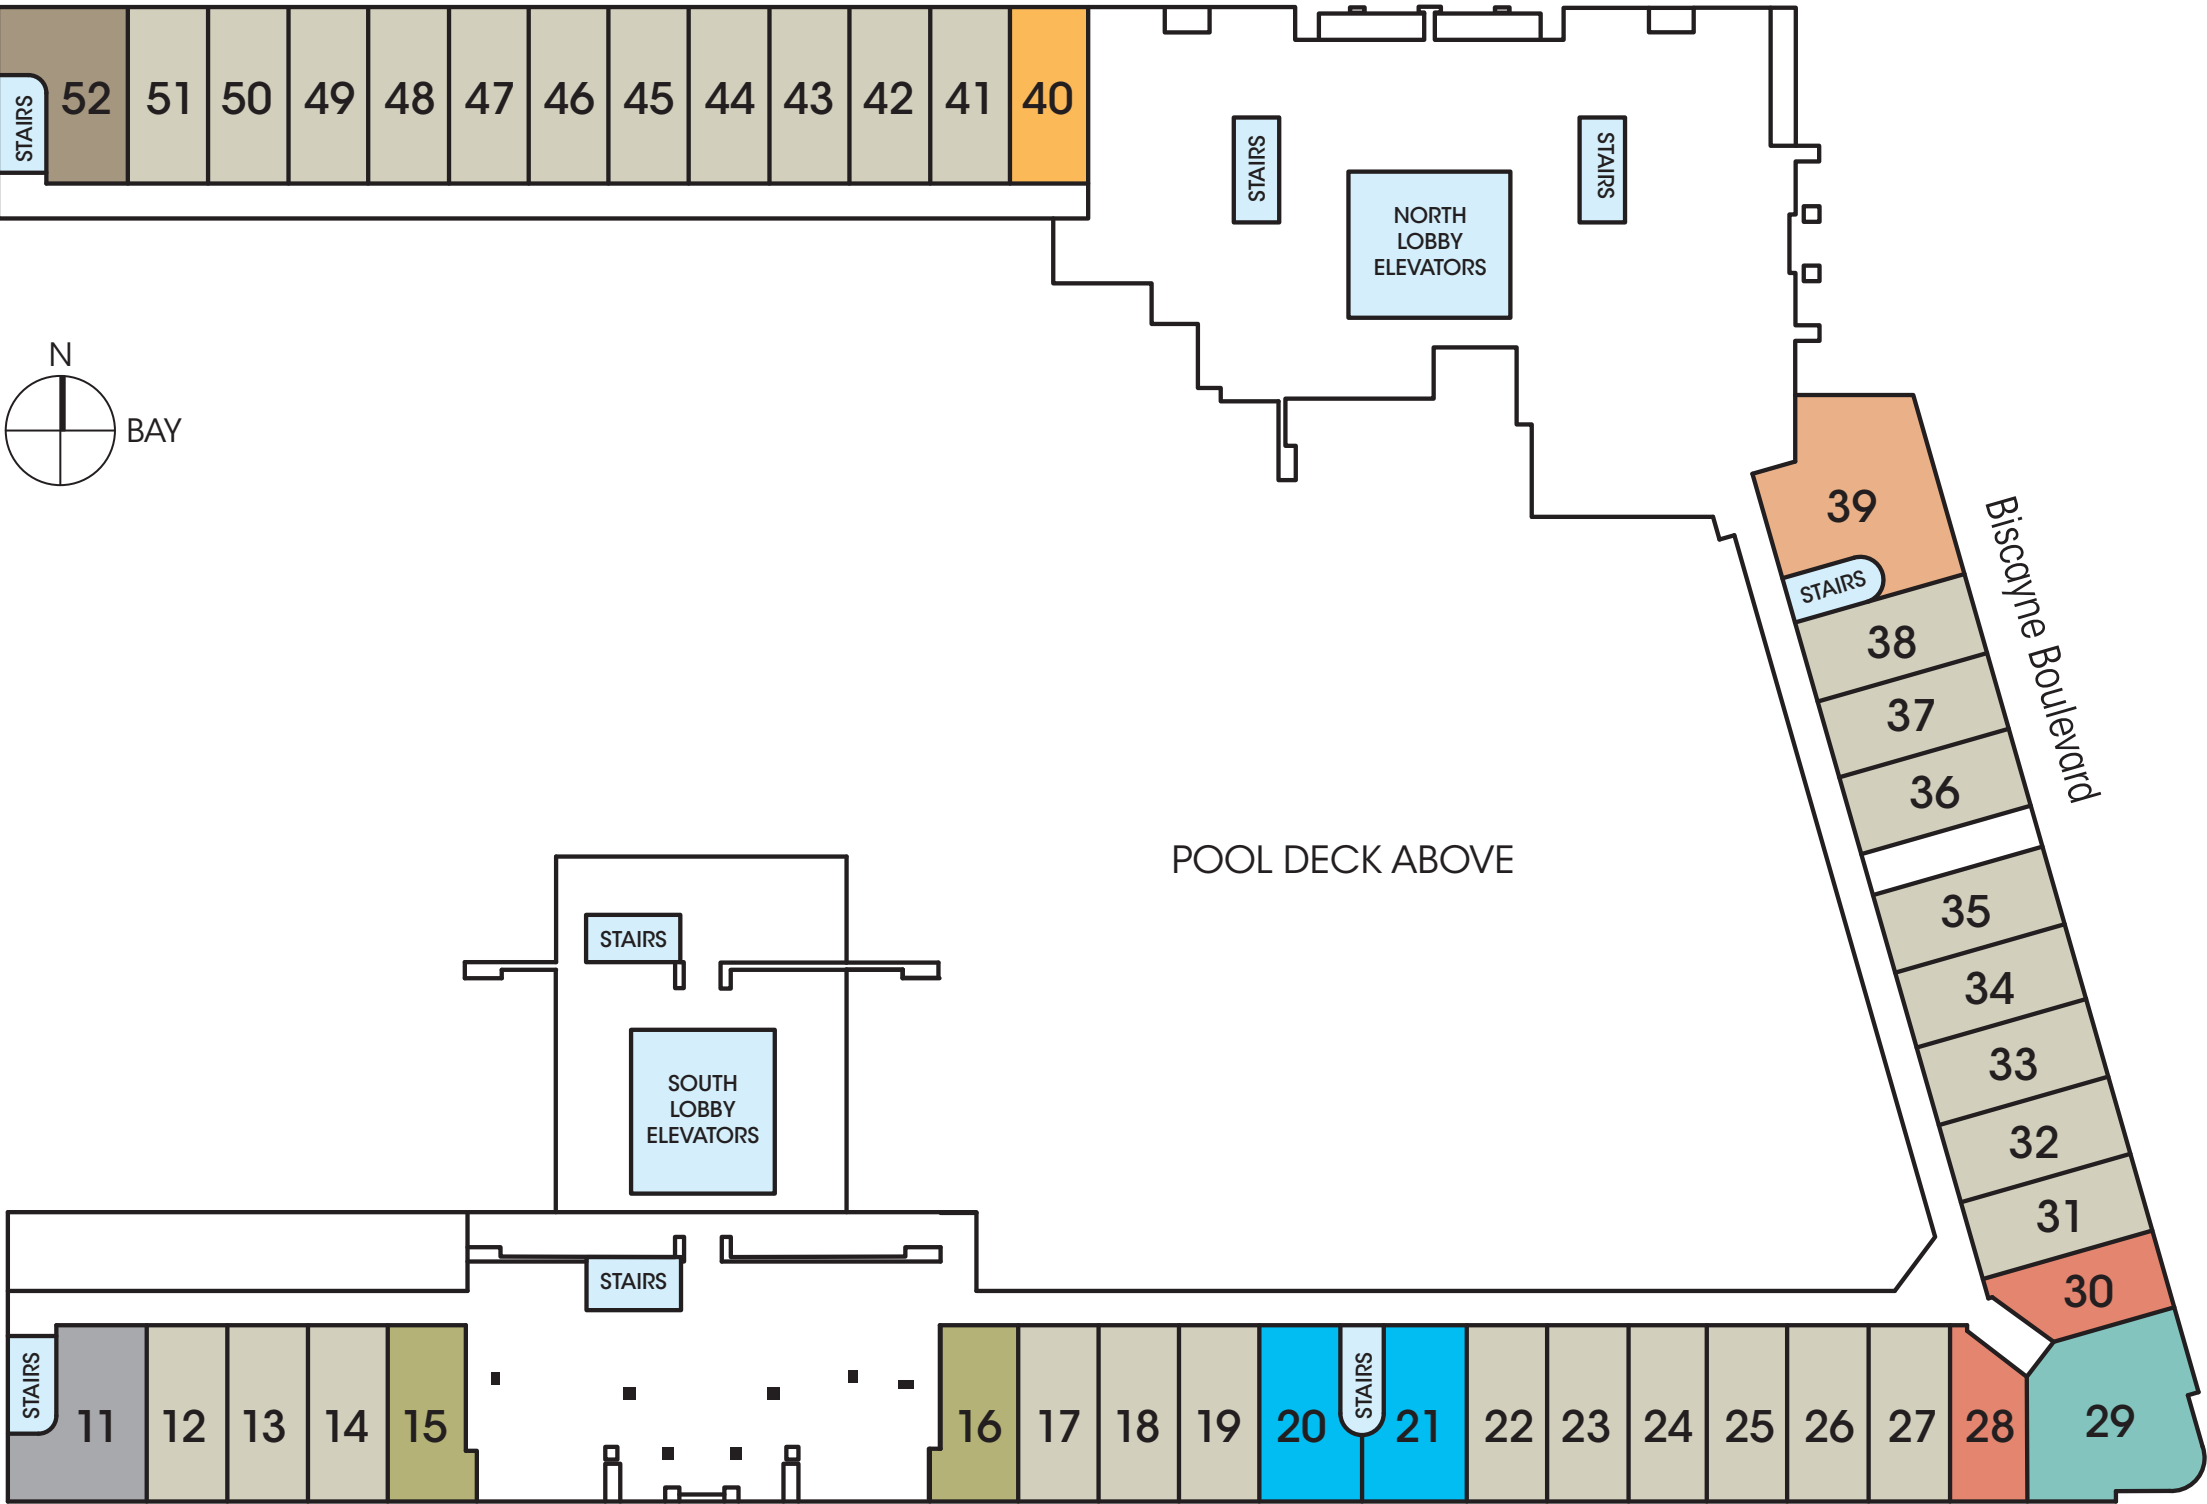 52 51 50 49 48 47 46 45 44 43 42 41 40
STAIRS
STAIRS
STAIRS
NORTH
LOBBY
ELEVATORS
N
BAY
39
STAIRS
Biscayne Boulevard
38
37
36
POOL DECK ABOVE
35
34
33
32
31
30
STAIRS
SOUTH
LOBBY
ELEVATORS
STAIRS
STAIRS
STAIRS
11 12 13 14 15 16 17 18 19 20 21 22 23 24 25 26 27 28 29